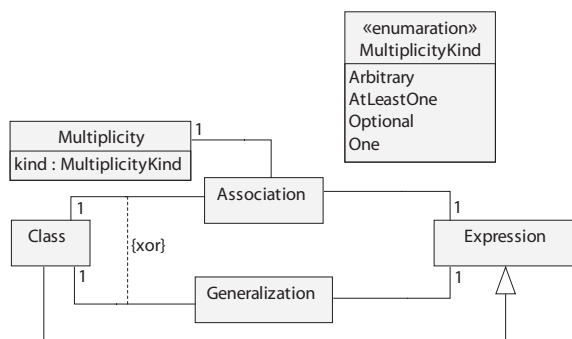 «enumaration»
MultiplicityKind
Arbitrary
AtLeastOne
Optional
One
Multiplicity
kind : MultiplicityKind
1
Association
1
1
Class
{xor}
Expression
1
1
Generalization